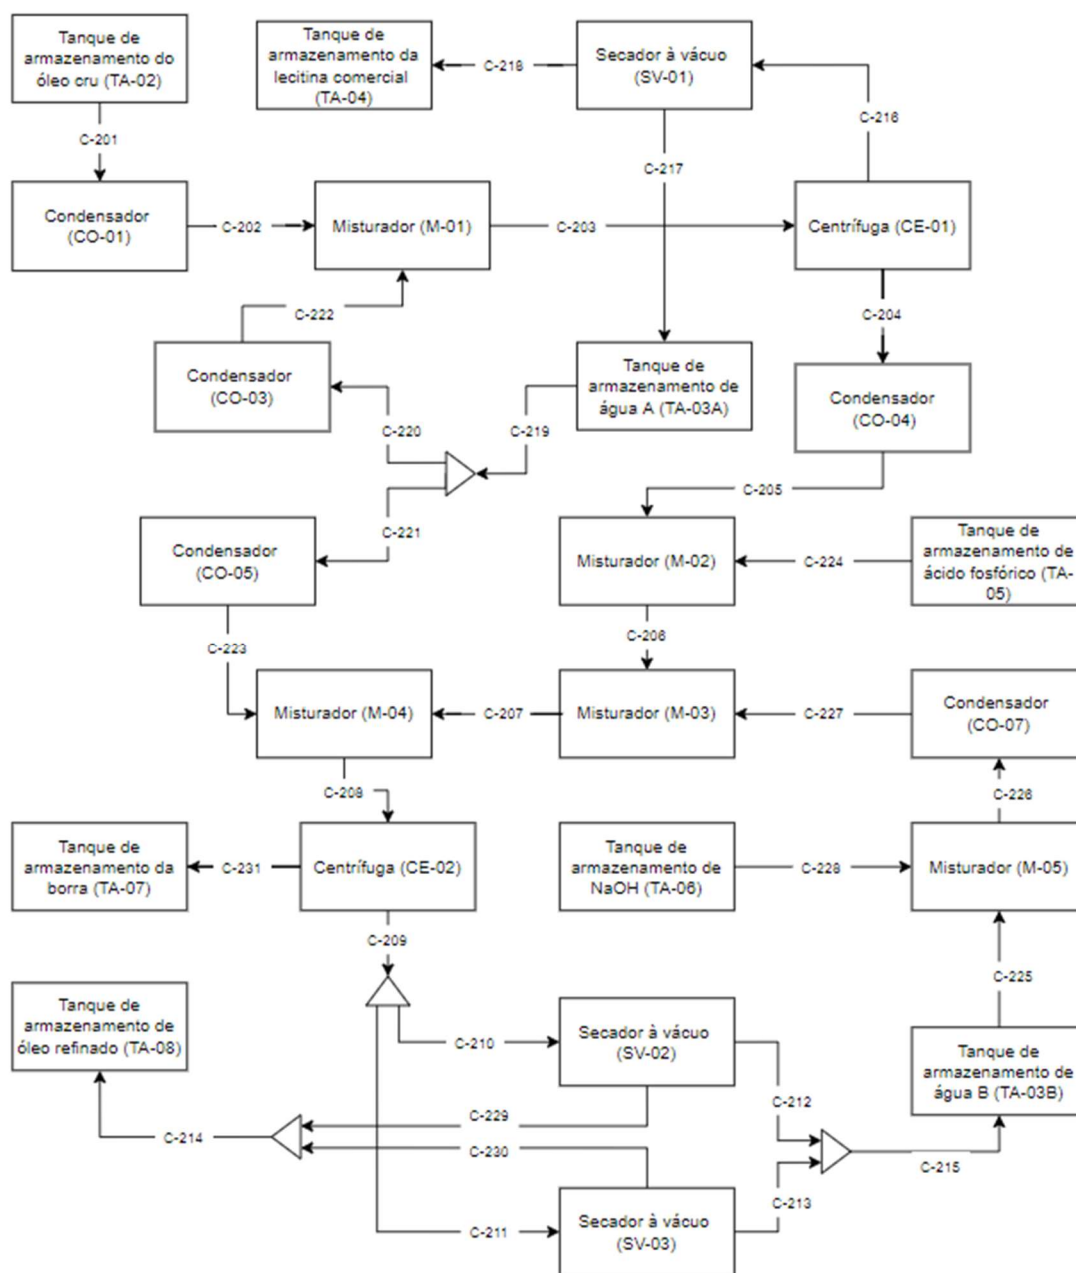 Tanque de
armazenamento do
óleo cru (TA-02)
Tanque de
armazenamento da
lecitina comercial
(TA-04)
C-218
Secador à vácuo
(SV-01)
C-201
C-216
C-217
Condensador
(CO-01)
C-202
Misturador (M-01)
C-203
Centrífuga (CE-01)
C-222
C-204
Condensador
(CO-03)
Tanque de
armazenamento de
água A (TA-03A)
Condensador
(CO-04)
C-220
C-219
C-205
C-221
Condensador
(CO-05)
Misturador (M-02)
C-224
Tanque de
armazenamento de
ácido fosfórico (TA-
05)
C-206
C-223
Misturador (M-04)
C-207
Misturador (M-03)
C-227
Condensador
(CO-07)
C-208
C-226
Tanque de
armazenamento da
borra (TA-07)
C-231
Centrífuga (CE-02)
Tanque de
armazenamento de
NaOH (TA-06)
C-228
Misturador (M-05)
C-209
C-225
Tanque de
armazenamento de
óleo refinado (TA-08)
C-210
Secador à vácuo
(SV-02)
Tanque de
armazenamento de
água B (TA-03B)
C-212
C-229
C-214
C-230
C-215
C-213
C-211
Secador à vácuo
(SV-03)